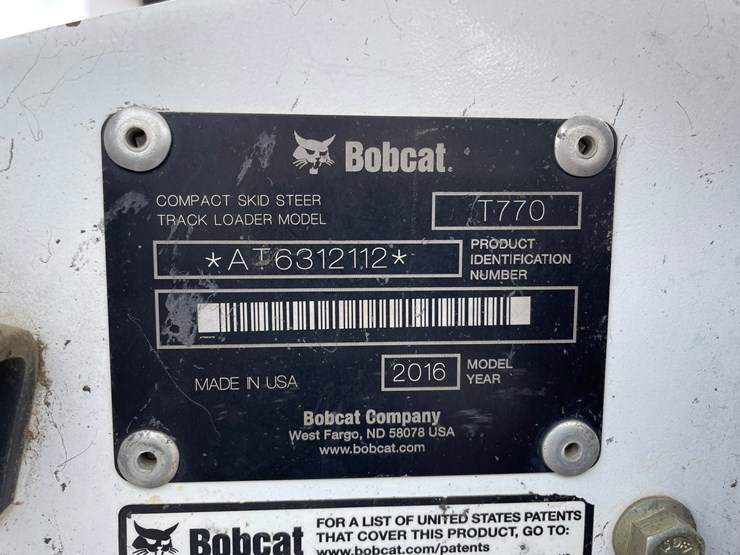 Bobcat.
COMPACT SKID STEER
TRACK LOADER MODEL
T770
*AT6312112*
PRODUCT
IDENTIFICATION
NUMBER
MADE IN USA
2016
MODEL
YEAR
Bobcat Company
West Fargo, ND 58078 USA
www.bobcat.com
Bobcat
FOR A LIST OF UNITED STATES PATENTS
THAT COVER THIS PRODUCT, GO TO:
www.bobcat.com/patents